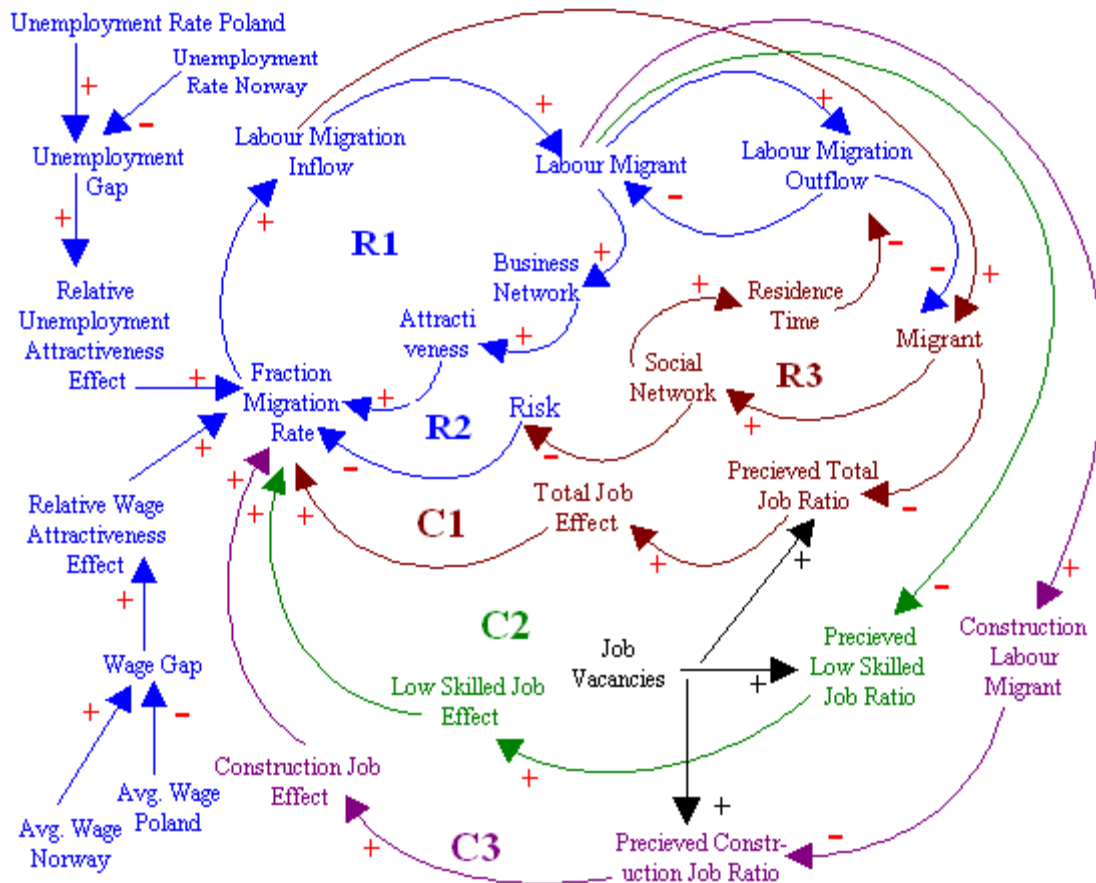 Unemployment Rate Poland
Unemployment
Rate Norway
+
−
Unemployment
Gap
+
Relative
Unemployment
Attractiveness
Effect
+
Labour Migration
Inflow
+
+
Labour Migrant
+
Labour Migration
Outflow
−
R1
Business
Network
+
Attracti
veness
+
+
Fraction
Migration
Rate
R2
Risk
−
−
Social
Network
+
Residence
Time
−
−
+
Migrant
R3
+
Precieved Total
Job Ratio
−
+
Total Job
Effect
+
C1
+
+
+
+
Relative Wage
Attractiveness
Effect
+
Wage Gap
+
−
Avg. Wage
Poland
Avg. Wage
Norway
C2
Job
Vacancies
+
+
Precieved
Low Skilled
Job Ratio
−
Construction
Labour
Migrant
+
Low Skilled Job
Effect
+
Construction Job
Effect
+
C3
Precieved Constr-
uction Job Ratio
−